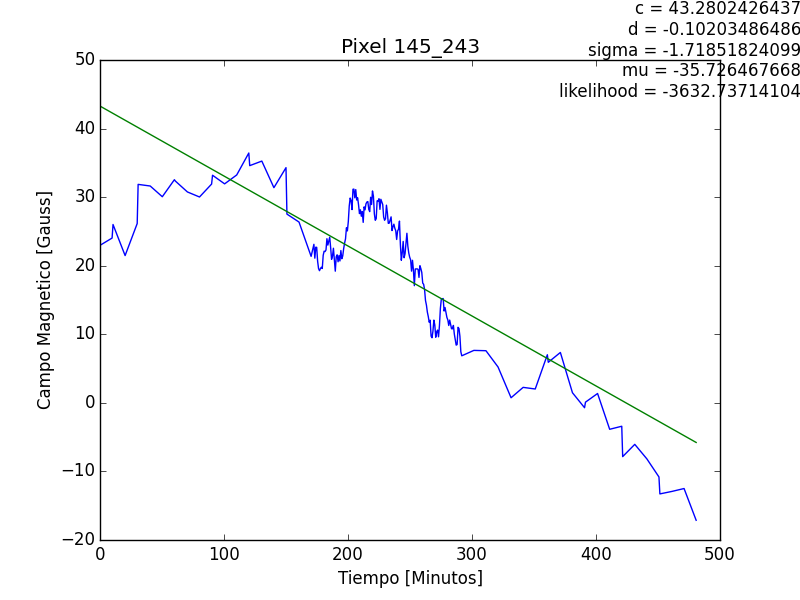 c = 43.2802426437
d = -0.10203486486
sigma = -1.71851824099
mu = -35.726467668
likelihood = -3632.73714104
Pixel 145_243
50
40
30
20
10
0
−10
−20
Campo Magnetico [Gauss]
0 100 200 300 400 500
Tiempo [Minutos]